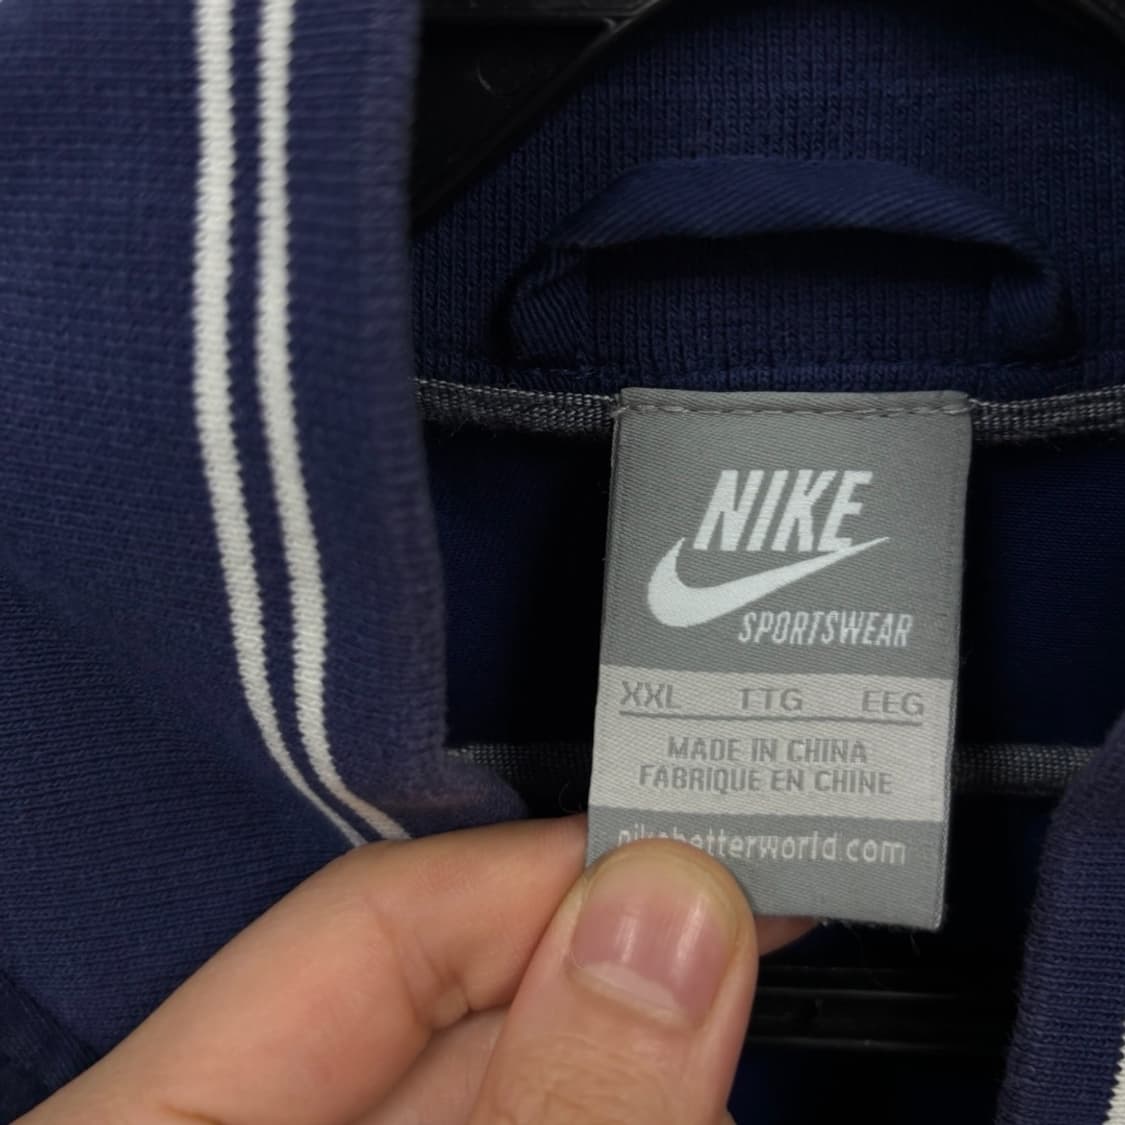 NIKE
SPORTSWEAR
XXL TTG EEG
MADE IN CHINA
FABRIQUE EN CHINE
nikebetterworld.com